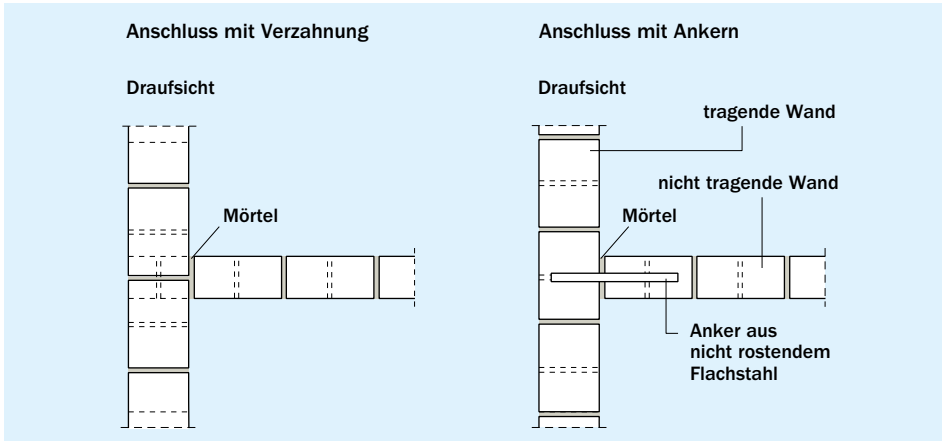 Anschluss mit Verzahnung
Draufsicht
Mörtel
Anschluss mit Ankern
Draufsicht
tragende Wand
nicht tragende Wand
Mörtel
Anker aus
nicht rostendem
Flachstahl